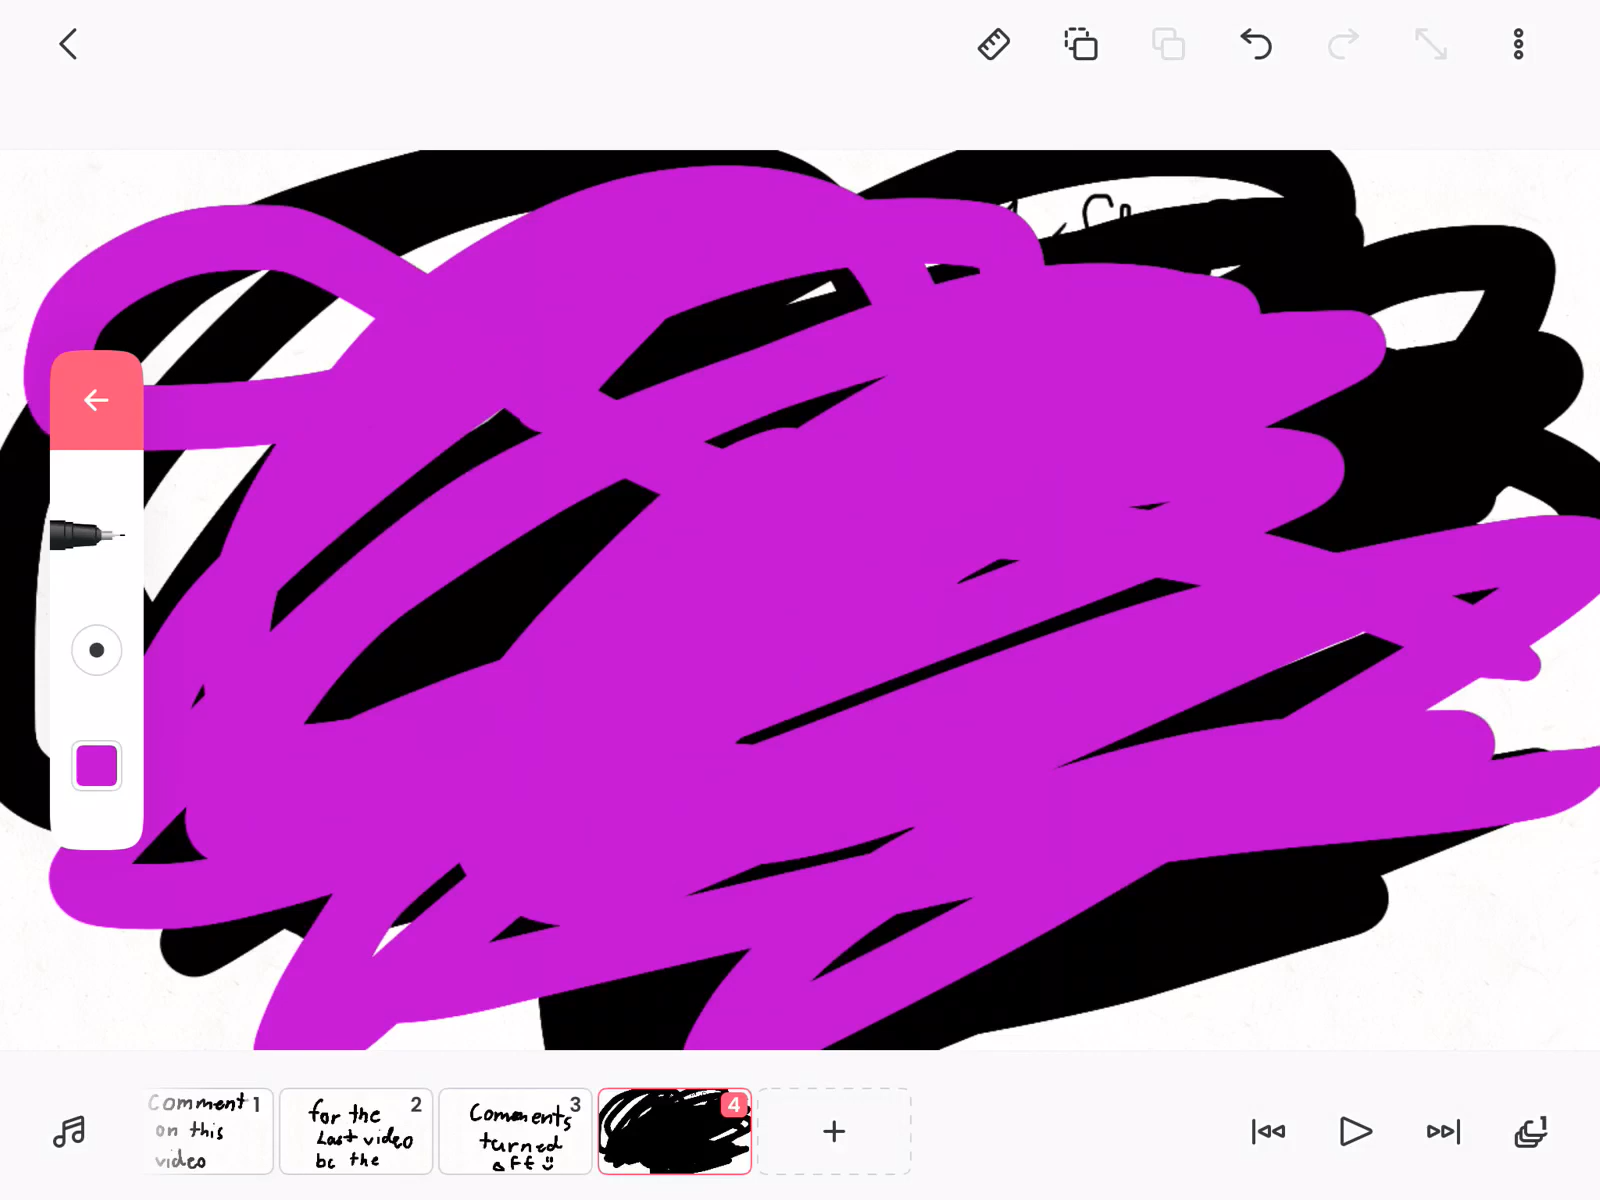 Comment 1
on this
video
for the 2
Last video
bc the
Comments 3
turned
off
4